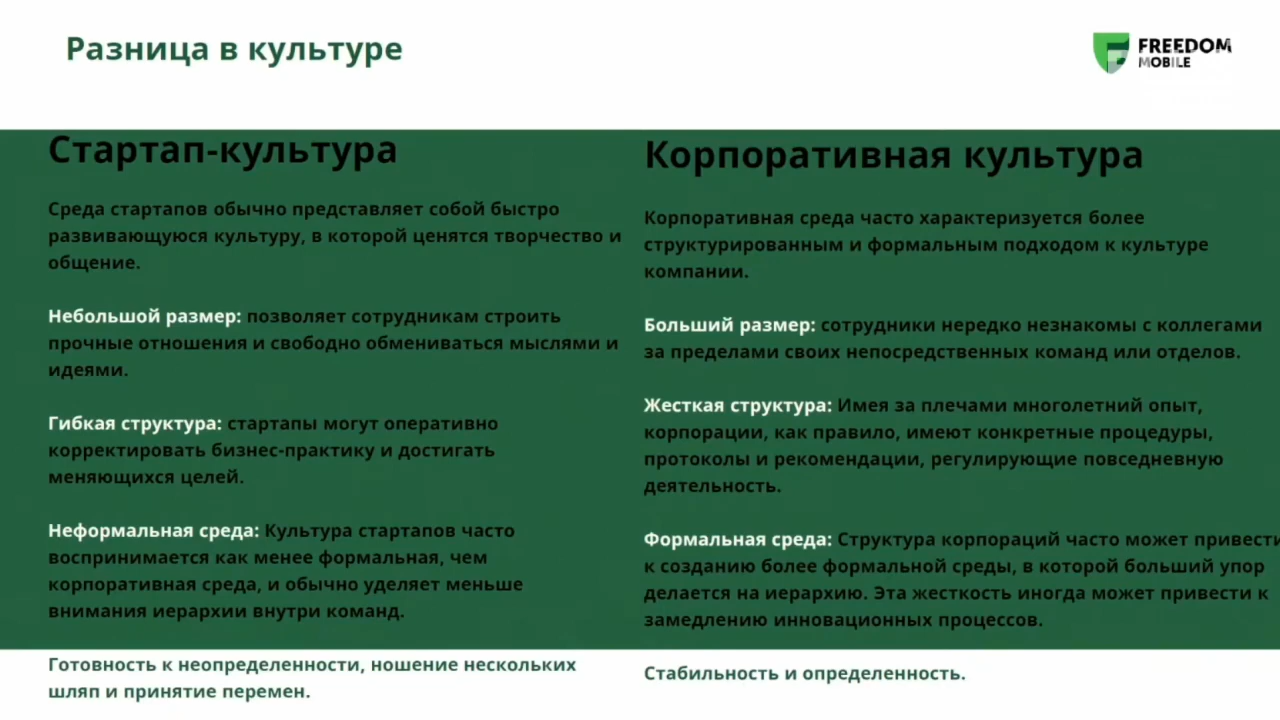 Разница в культуре
FREEDOM
MOBILE
Стартап-культура
Среда стартапов обычно представляет собой быстро
развивающуюся культуру, в которой ценятся творчество и
общение.
Небольшой размер: позволяет сотрудникам строить
прочные отношения и свободно обмениваться мыслями и
идеями.
Гибкая структура: стартапы могут оперативно
корректировать бизнес-практику и достигать
меняющихся целей.
Неформальная среда: Культура стартапов часто
воспринимается как менее формальная, чем
корпоративная среда, и обычно уделяет меньше
внимания иерархии внутри команд.
Готовность к неопределенности, ношение нескольких
шляп и принятие перемен.
Корпоративная культура
Корпоративная среда часто характеризуется более
структурированным и формальным подходом к культуре
компании.
Больший размер: сотрудники нередко незнакомы с коллегами
за пределами своих непосредственных команд или отделов.
Жесткая структура: Имея за плечами многолетний опыт,
корпорации, как правило, имеют конкретные процедуры,
протоколы и рекомендации, регулирующие повседневную
деятельность.
Формальная среда: Структура корпораций часто может привести
к созданию более формальной среды, в которой больший упор
делается на иерархию. Эта жесткость иногда может привести к
замедлению инновационных процессов.
Стабильность и определенность.